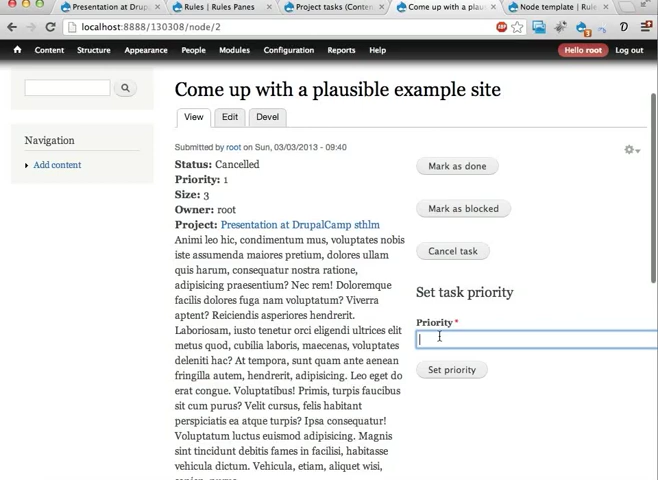 Presentation at Drup
Rules | Rules Panes
Project tasks (Conten
Come up with a plaus
Node template | Rule
localhost:8888/130308/node/2
ABP
3
D
Content Structure Appearance People Modules Configuration Reports Help
Hello root Log out
Come up with a plausible example site
View Edit Devel
Navigation
Add content
Submitted by root on Sun, 03/03/2013 - 09:40
Status: Cancelled
Priority: 1
Size: 3
Owner: root
Project: Presentation at DrupalCamp sthlm
Animi leo hic, condimentum mus, voluptates nobis
iste assumenda maiores pretium, dolores ullam
quis harum, consequatur nostra ratione,
adipisicing praesentium? Nec rem! Doloremque
facilis dolores fuga nam voluptatum? Viverra
aptent? Reiciendis asperiores hendrerit.
Laboriosam, iusto tenetur orci eligendi ultrices elit
metus quod, cubilia laboris, maecenas, voluptates
deleniti hac? At tempora, sunt quam ante aenean
fringilla autem, hendrerit, adipisicing. Leo eget do
erat congue. Voluptatibus! Primis, turpis faucibus
sit cum purus? Velit cursus, felis habitant
perspiciatis ea atque turpis? Ipsa consequatur!
Voluptatum luctus euismod adipisicing. Magnis
sint tincidunt debitis fames in facilisi, habitasse
vehicula dictum. Vehicula, etiam, aliquet wisi,
Mark as done
Mark as blocked
Cancel task
Set task priority
Priority *
Set priority